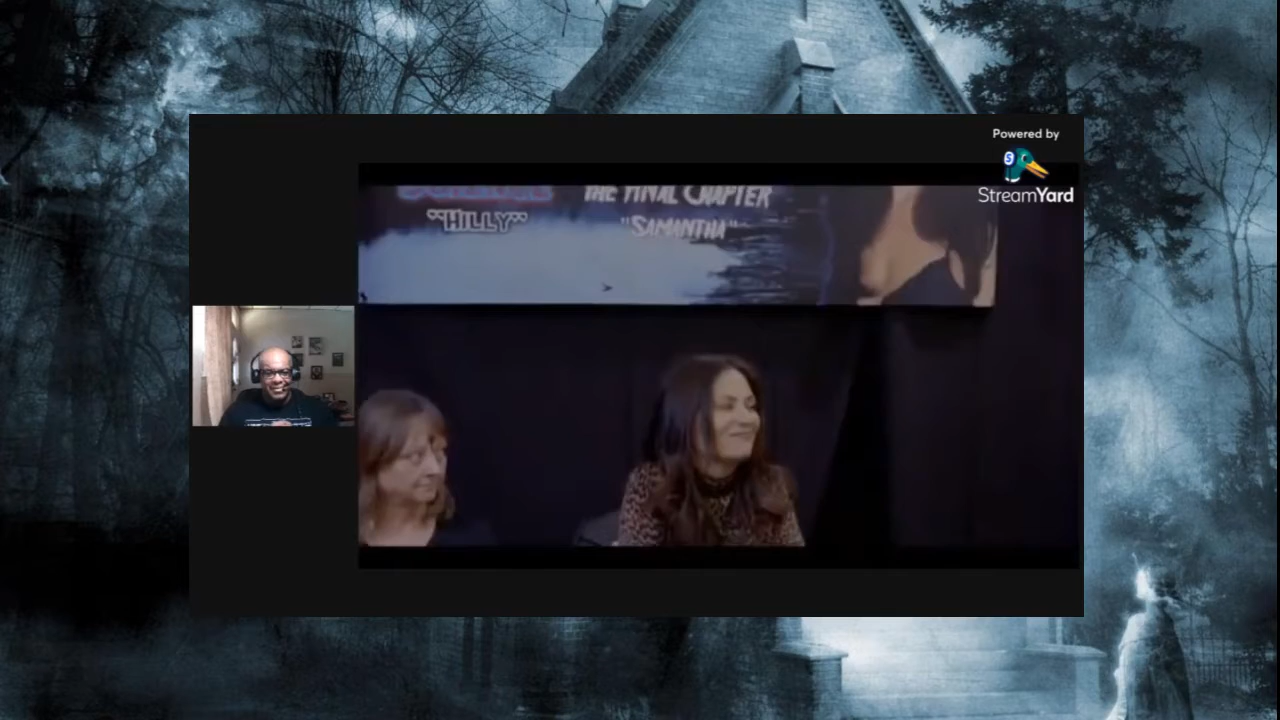 Powered by
StreamYard
THE FINAL CHAPTER
"HILLY"
"SAMANTHA"